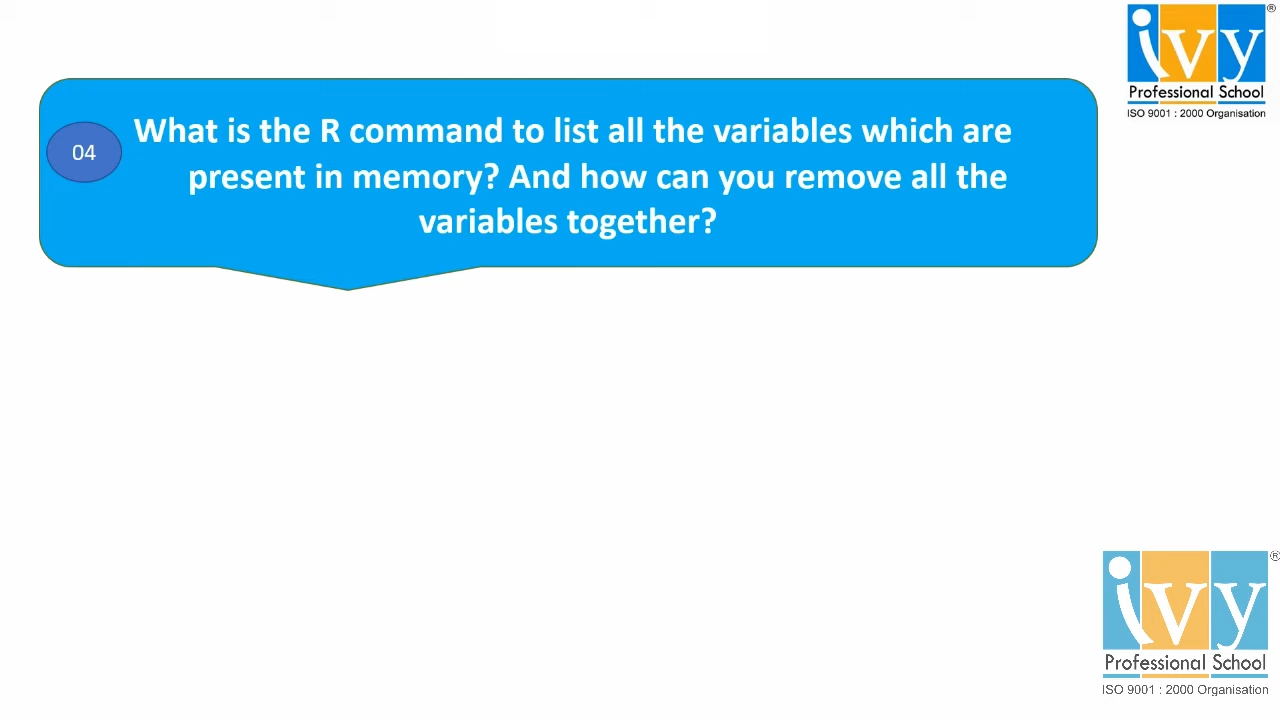 ivy
®
Professional School
ISO 9001 : 2000 Organisation
04
What is the R command to list all the variables which are
present in memory? And how can you remove all the
variables together?
ivy
®
Professional School
ISO 9001 : 2000 Organisation